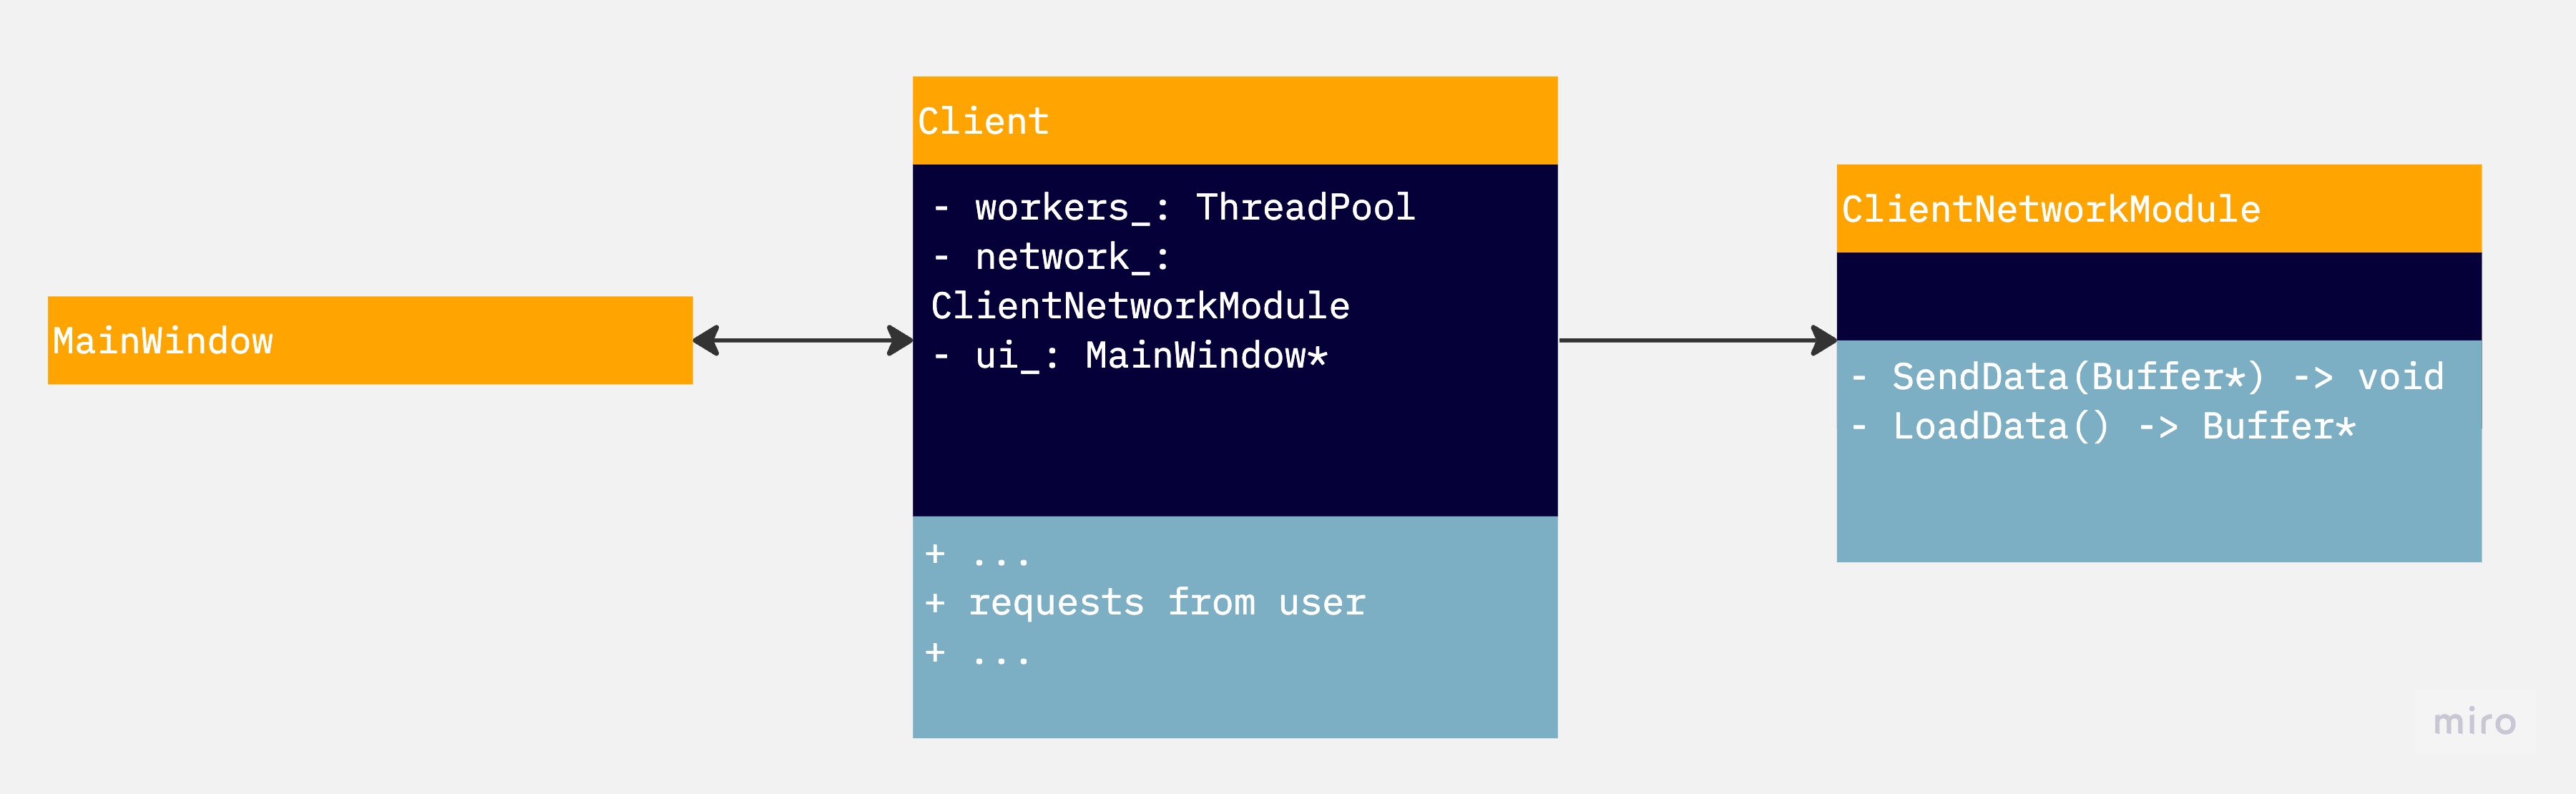 MainWindow
Client
- workers_: ThreadPool
- network_:
ClientNetworkModule
- ui_: MainWindow*
+ ...
+ requests from user
+ ...
ClientNetworkModule
- SendData(Buffer*) -> void
- LoadData() -> Buffer*
miro